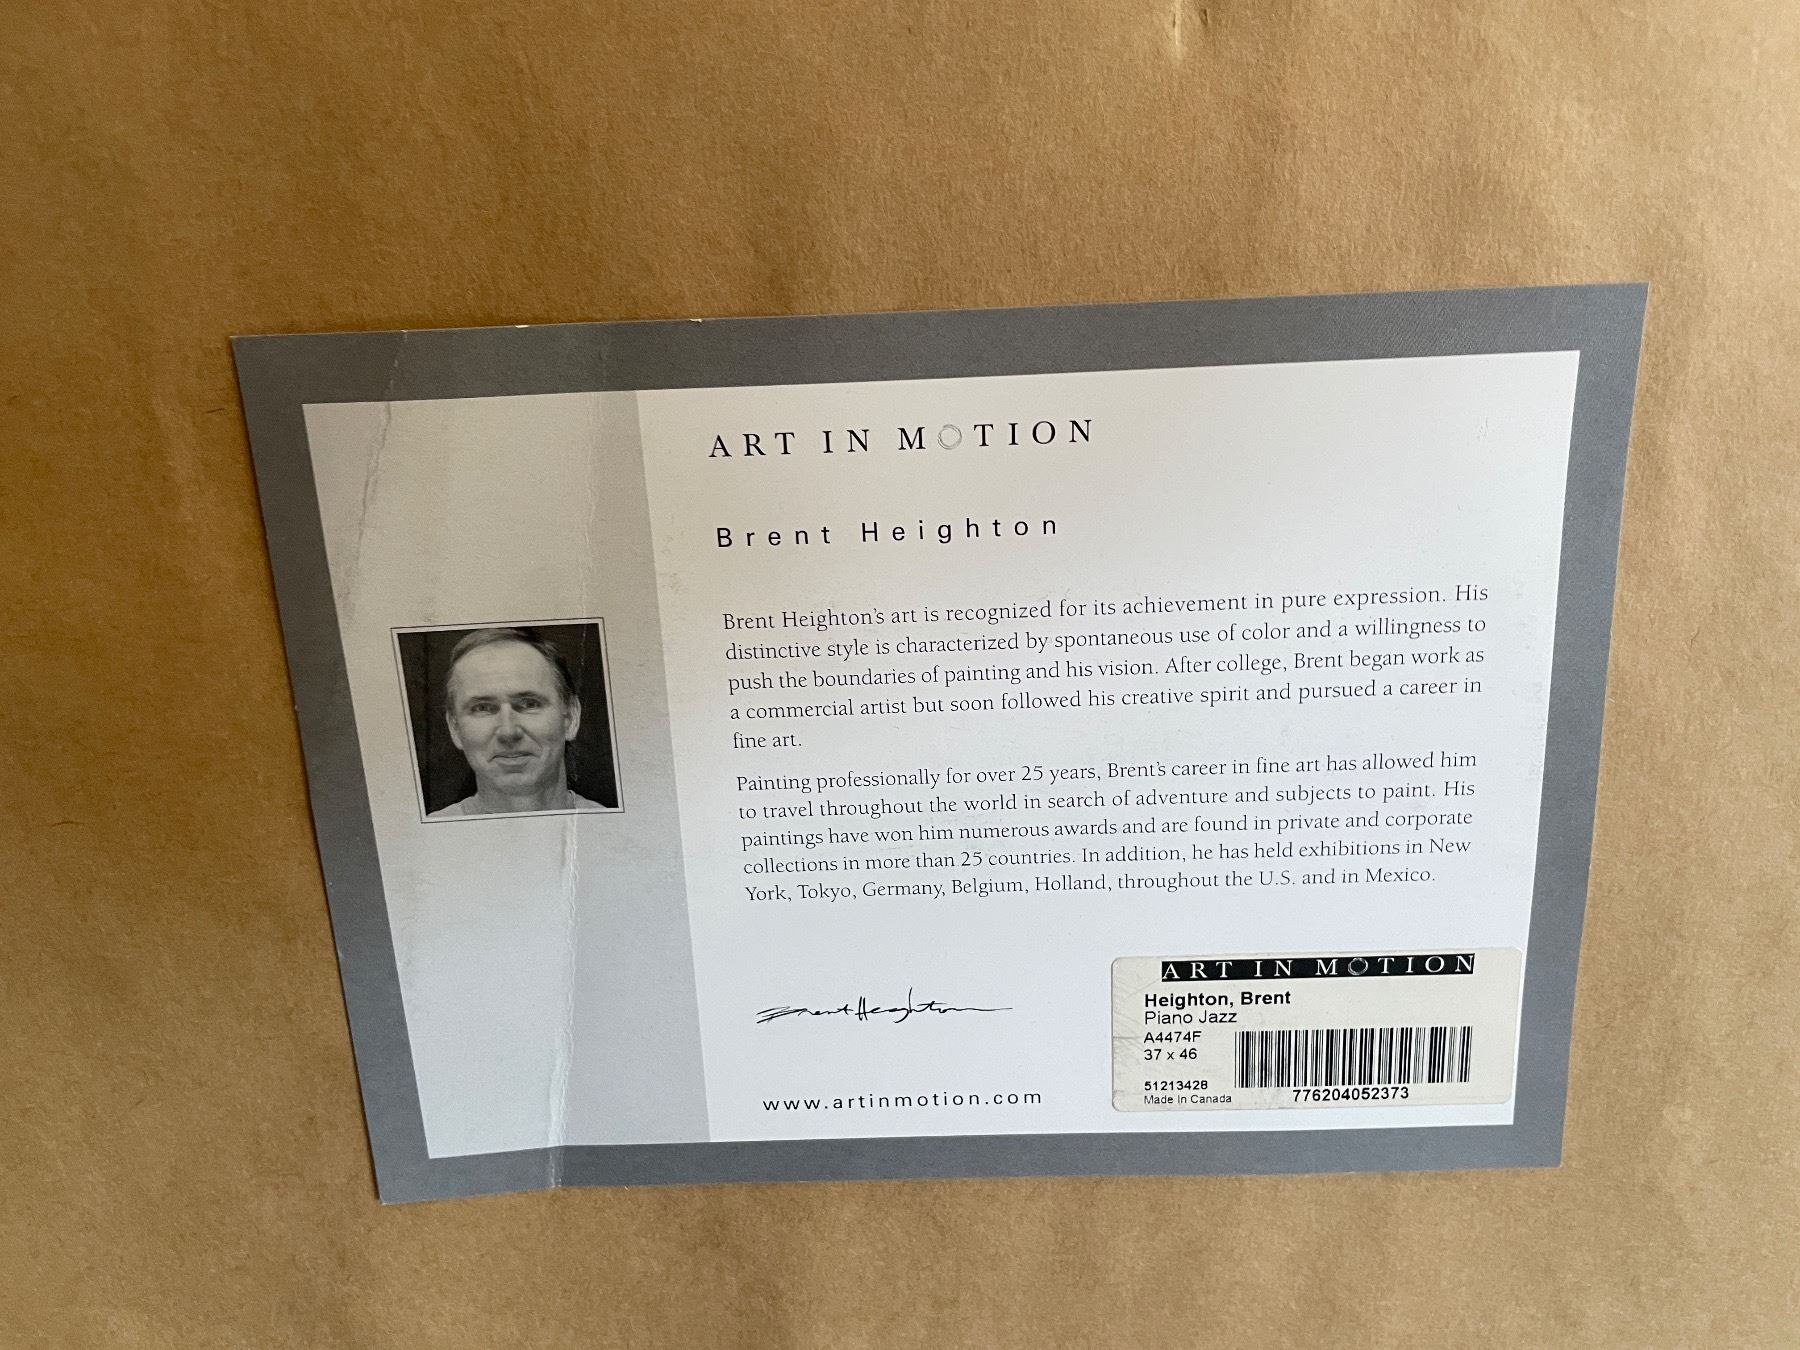 ART IN MOTION
Brent Heighton
Brent Heighton's art is recognized for its achievement in pure expression. His
distinctive style is characterized by spontaneous use of color and a willingness to
push the boundaries of painting and his vision. After college, Brent began work as
a commercial artist but soon followed his creative spirit and pursued a career in
fine art.
Painting professionally for over 25 years, Brent's career in fine art has allowed him
to travel throughout the world in search of adventure and subjects to paint. His
paintings have won him numerous awards and are found in private and corporate
collections in more than 25 countries. In addition, he has held exhibitions in New
York, Tokyo, Germany, Belgium, Holland, throughout the U.S. and in Mexico.
Brent Heighton
www.artinmotion.com
ART IN MOTION
Heighton, Brent
Piano Jazz
A4474F
37 x 46
51213428
Made In Canada
776204052373